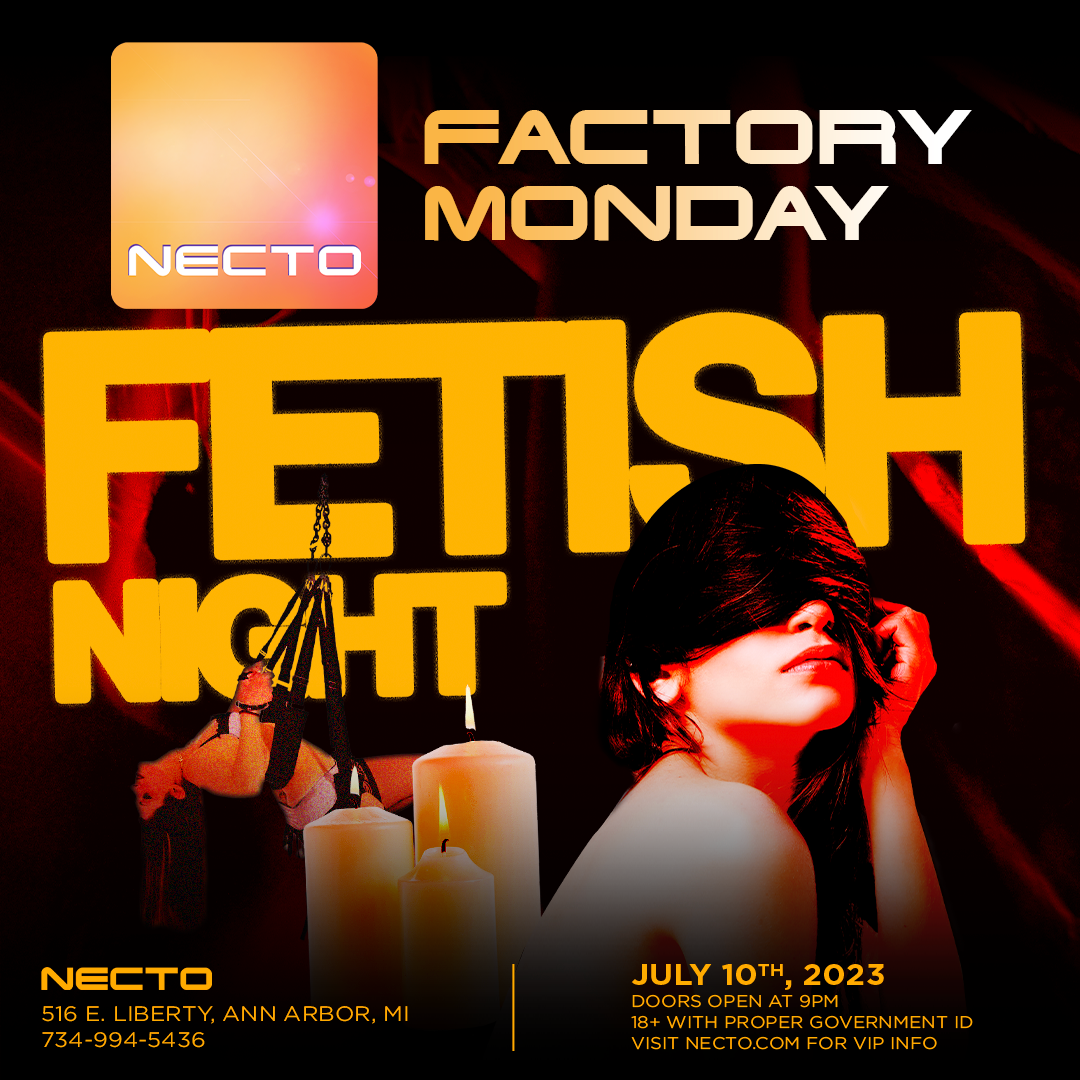 NECTO
FACTORY
MONDAY
FETISH
NIGHT
NECTO
516 E. LIBERTY, ANN ARBOR, MI
734-994-5436
JULY 10TH, 2023
DOORS OPEN AT 9PM
18+ WITH PROPER GOVERNMENT ID
VISIT NECTO.COM FOR VIP INFO